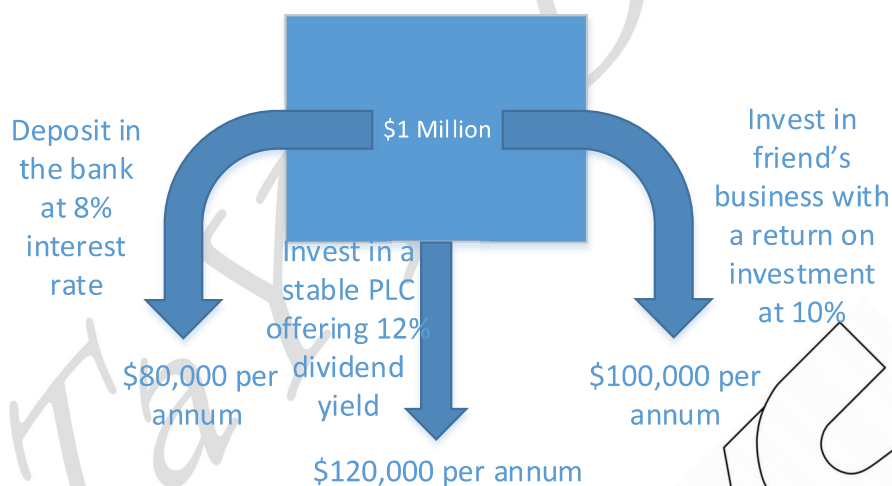 $1 Million
Deposit in
the bank
at 8%
interest
rate
$80,000 per
annum
Invest in a
stable PLC
offering 12%
dividend
yield
$120,000 per annum
Invest in
friend’s
business with
a return on
investment
at 10%
$100,000 per
annum